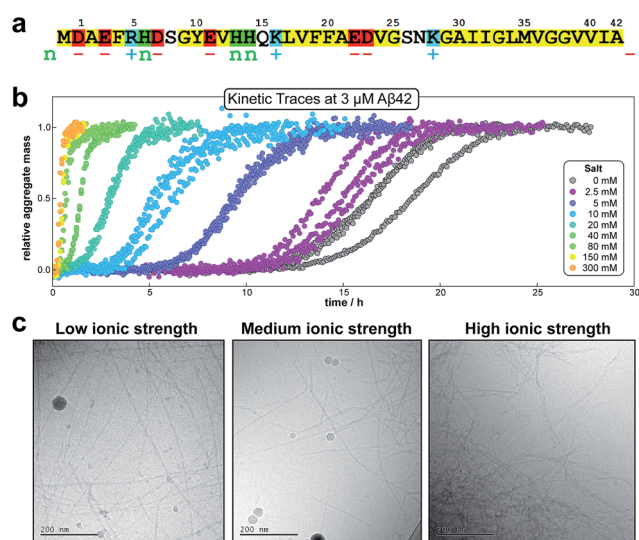 a
1 5 10 15 20 25 30 35 40 42
MDAEFRHDSGYEVHHQKLVFFAEDVGSNKGAIIGLMVGGVVIA
n − − + n − − n n + − − + −
b
Kinetic Traces at 3 µM Aβ42
relative aggregate mass
1.0
0.5
0.0
0 5 10 15 20 25 30
time / h
Salt
0 mM
2.5 mM
5 mM
10 mM
20 mM
40 mM
80 mM
150 mM
300 mM
c
Low ionic strength
Medium ionic strength
High ionic strength
200 nm
200 nm
200 nm